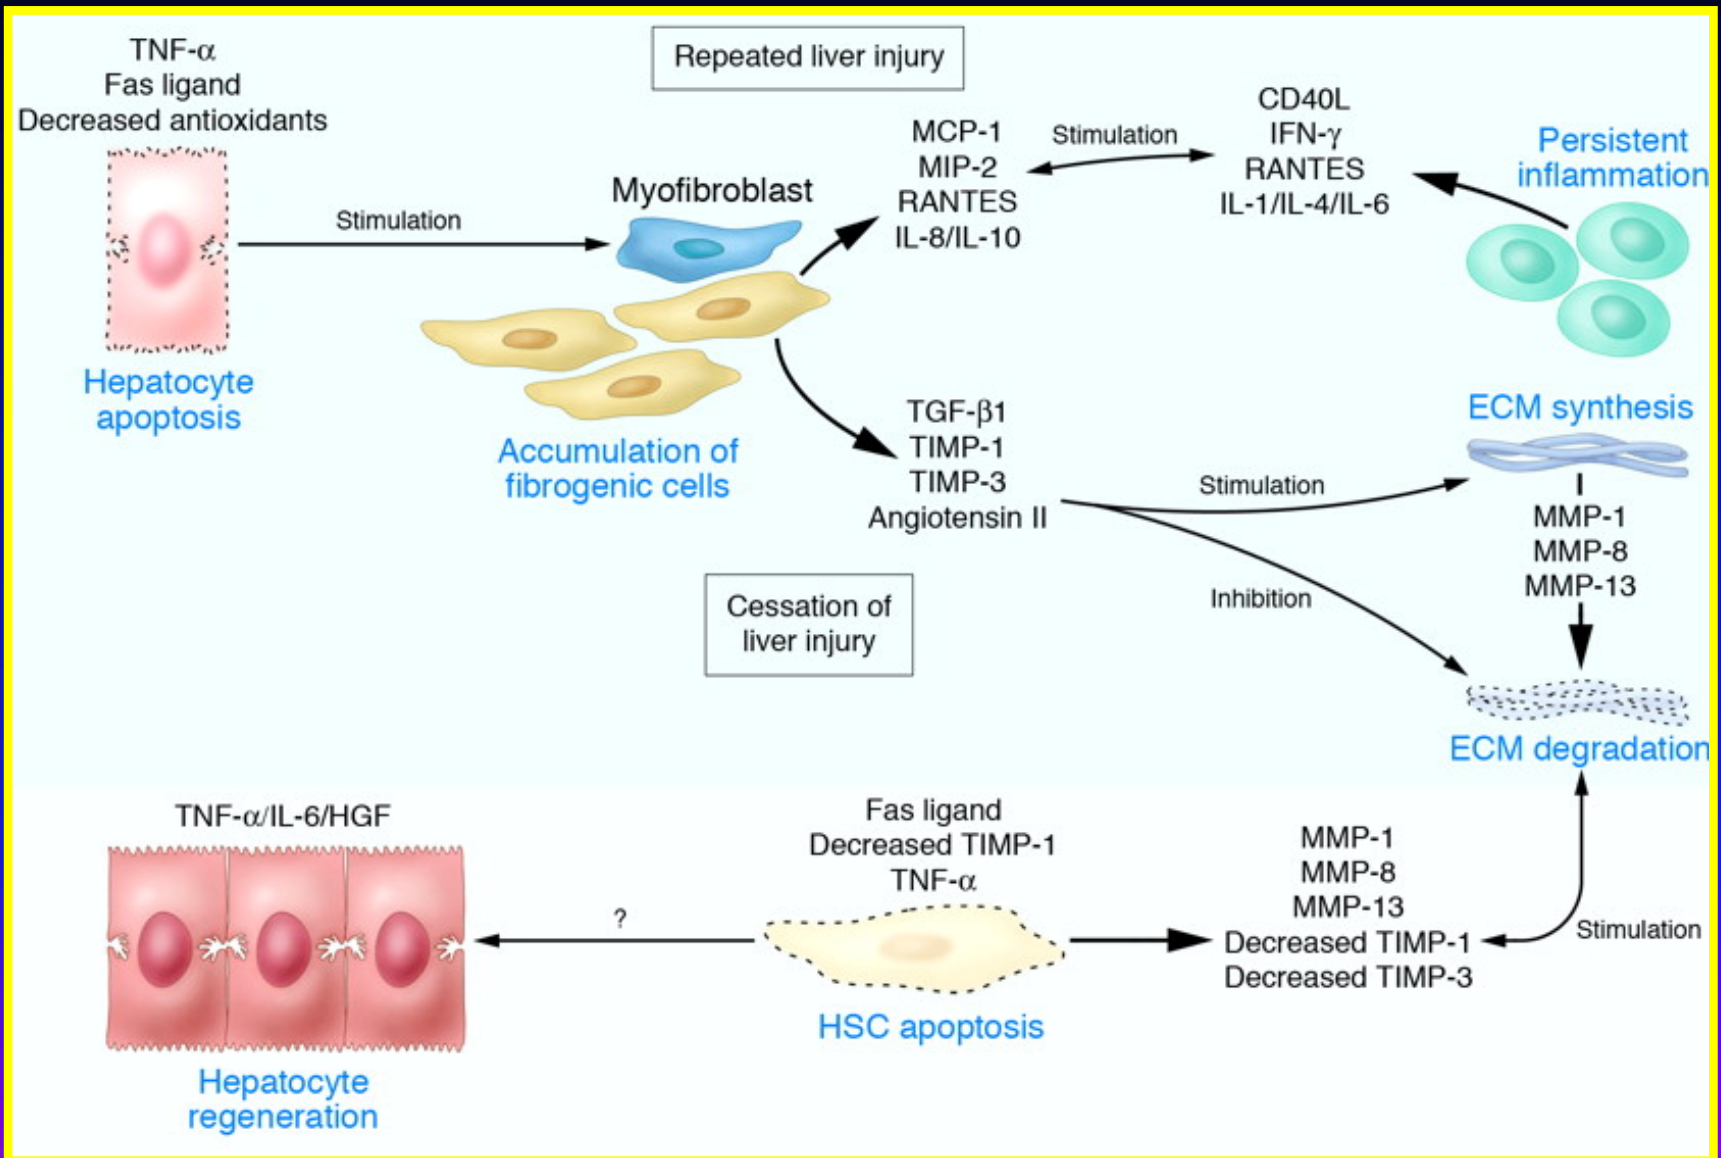 TNF-α
Fas ligand
Decreased antioxidants
Hepatocyte
apoptosis
Stimulation
Repeated liver injury
Myofibroblast
Accumulation of
fibrogenic cells
MCP-1
MIP-2
RANTES
IL-8/IL-10
Stimulation
CD40L
IFN-γ
RANTES
IL-1/IL-4/IL-6
Persistent
inflammation
TGF-β1
TIMP-1
TIMP-3
Angiotensin II
Stimulation
Inhibition
ECM synthesis
MMP-1
MMP-8
MMP-13
ECM degradation
Cessation of
liver injury
TNF-α/IL-6/HGF
Hepatocyte
regeneration
?
Fas ligand
Decreased TIMP-1
TNF-α
HSC apoptosis
MMP-1
MMP-8
MMP-13
Decreased TIMP-1
Decreased TIMP-3
Stimulation